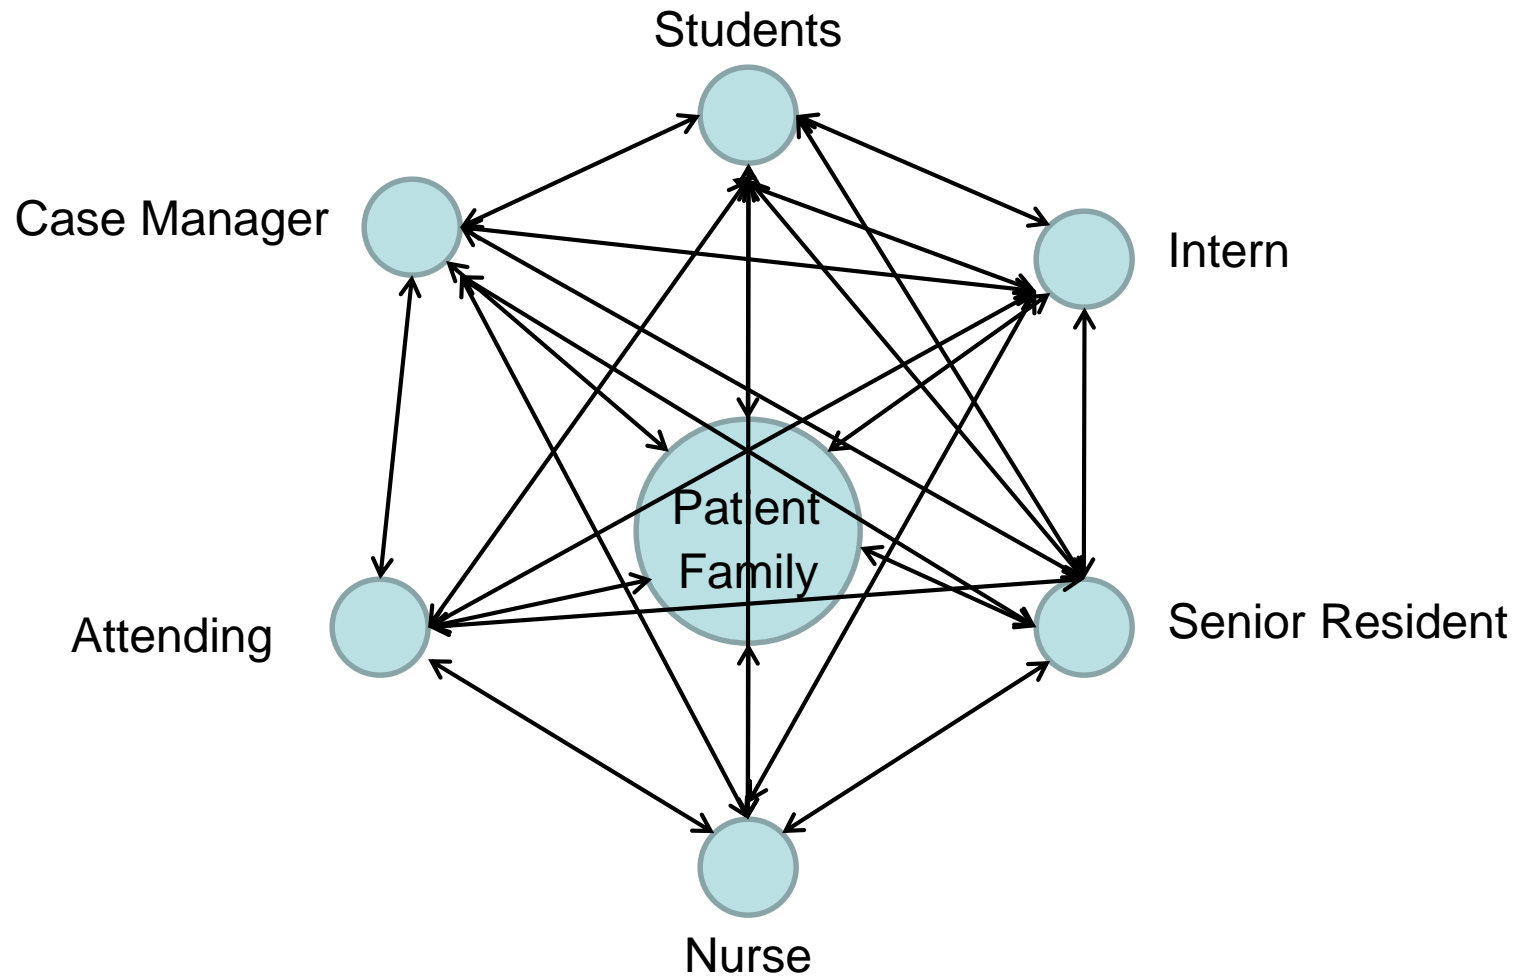 Students
Case Manager
Intern
Patient
Family
Attending
Senior Resident
Nurse